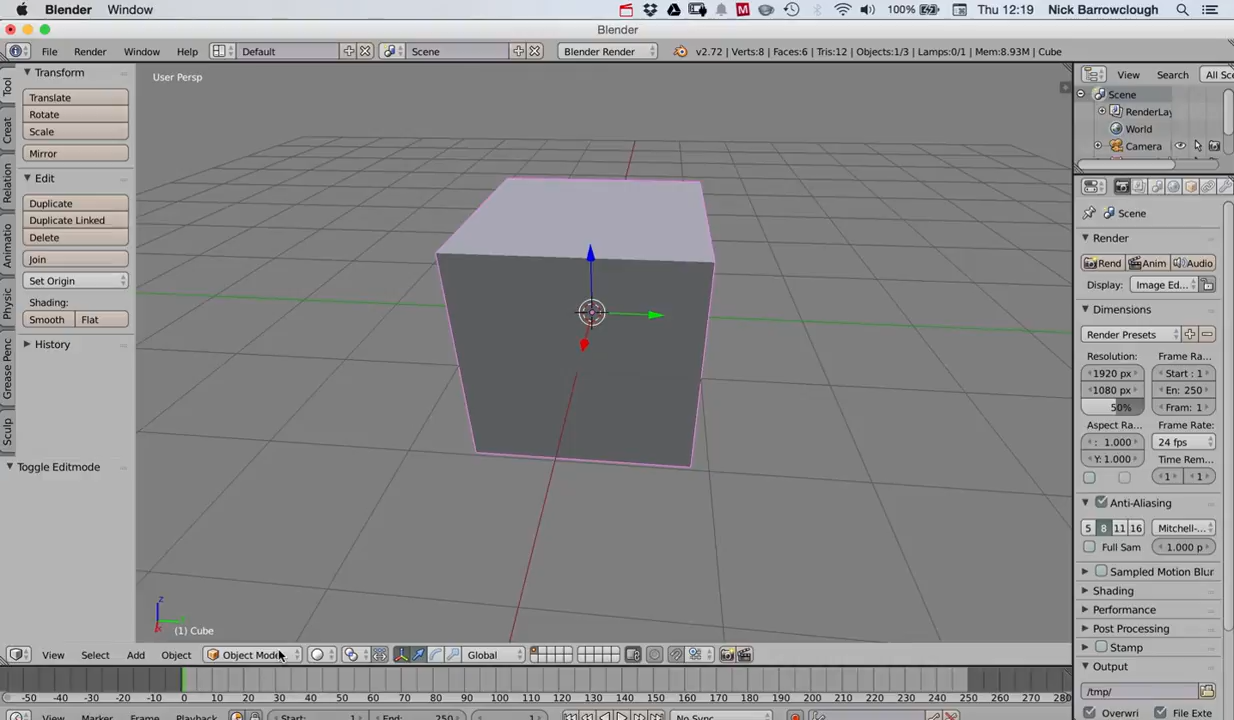 Blender Window 100% Thu 12:19 Nick Barrowclough
Blender
File Render Window Help Default Scene Blender Render v2.72 | Verts:8 | Faces:6 | Tris:12 | Objects:1/3 | Lamps:0/1 | Mem:8.93M | Cube
Transform
Translate
Rotate
Scale
Mirror
Edit
Duplicate
Duplicate Linked
Delete
Join
Set Origin
Shading:
Smooth Flat
History
Toggle Editmode
Tool
Creat
Relation
Animatio
Physic
Grease Penc
Sculp
User Persp
(1) Cube
z
View Select Add Object Object Mode Global
View Search All Sc
Scene
RenderLay
World
Camera
Scene
Render
Rend Anim Audio
Display: Image Ed...
Dimensions
Render Presets
Resolution: Frame Ra...
1920 px Start : 1
1080 px En: 250
50% Fram: 1
Aspect Ra... Frame Rate:
: 1.000 24 fps
Y: 1.000 Time Rem...
1 1
Anti-Aliasing
5 8 11 16 Mitchell-...
Full Sam 1.000 p
Sampled Motion Blur
Shading
Performance
Post Processing
Stamp
Output
/tmp/
Overwri File Exte
-50 -40 -30 -20 -10 0 10 20 30 40 50 60 70 80 90 100 110 120 130 140 150 160 170 180 190 200 210 220 230 240 250 260 270 280
View Marker Frame Playback Start: 1 End: 250 1 No Sync